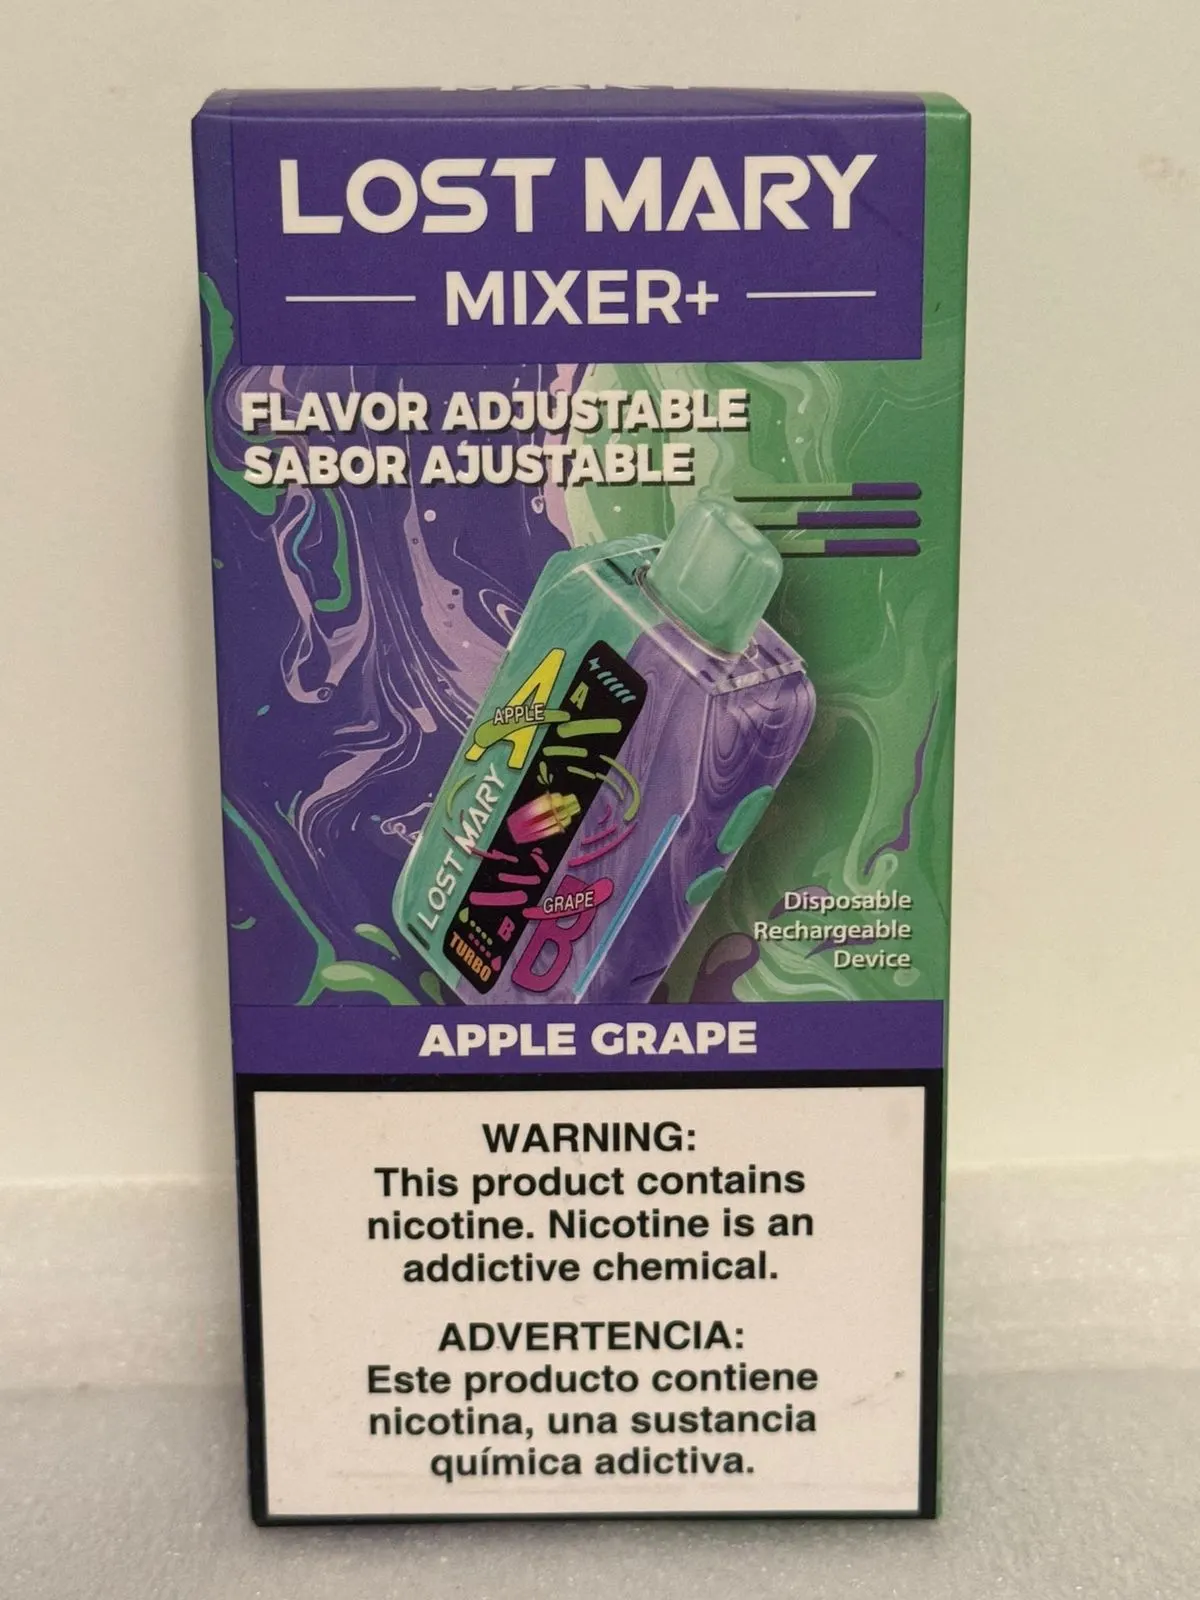 LOST MARY
MIXER+
FLAVOR ADJUSTABLE
SABOR AJUSTABLE
A
APPLE
A
LOST MARY
B
GRAPE
B
TURBO
Disposable
Rechargeable
Device
APPLE GRAPE
WARNING:
This product contains
nicotine. Nicotine is an
addictive chemical.
ADVERTENCIA:
Este producto contiene
nicotina, una sustancia
química adictiva.